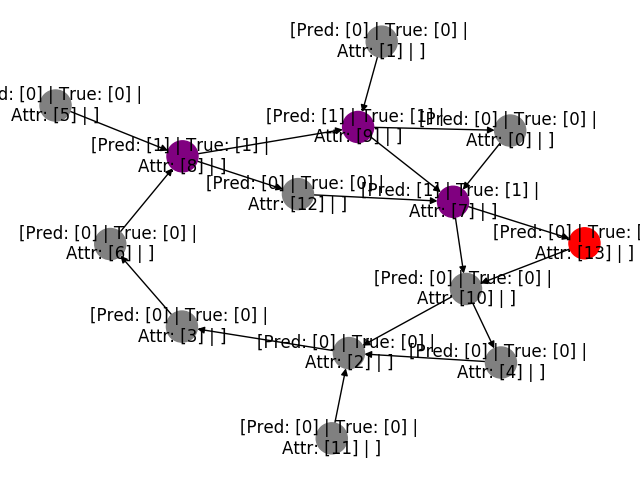 [Pred: [0] | True: [0] |
Attr: [1] | ]
d: [0] | True: [0] |
Attr: [5] | ]
[Pred: [1] | True: [1] |
Attr: [9] | ]
[Pred: [0] | True: [0] |
Attr: [0] | ]
[Pred: [1] | True: [1] |
Attr: [8] | ]
[Pred: [0] | True: [0] |
Attr: [12] | ]
[Pred: [1] | True: [1] |
Attr: [7] | ]
[Pred: [0] | True: [0] |
Attr: [6] | ]
[Pred: [0] | True: [0] |
Attr: [13] | ]
[Pred: [0] | True: [0] |
Attr: [10] | ]
[Pred: [0] | True: [0] |
Attr: [3] | ]
[Pred: [0] | True: [0] |
Attr: [2] | ]
[Pred: [0] | True: [0] |
Attr: [4] | ]
[Pred: [0] | True: [0] |
Attr: [11] | ]